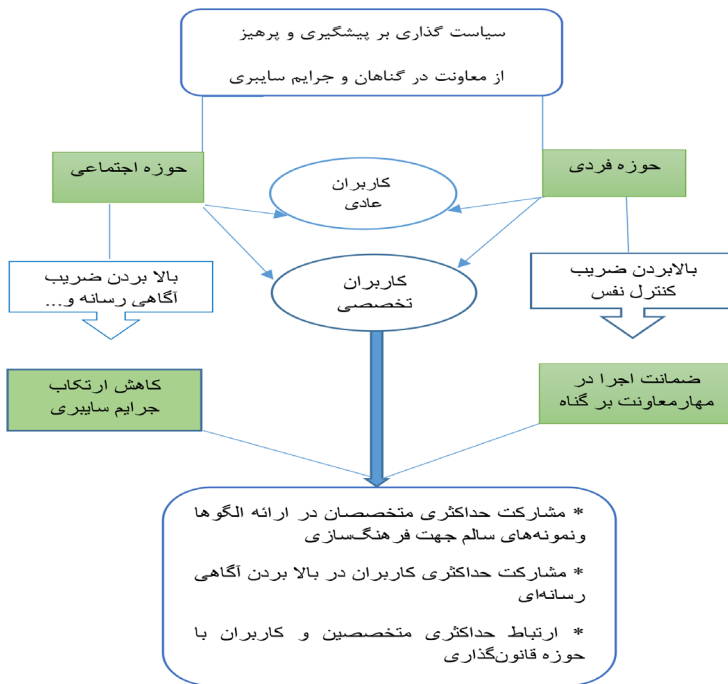 سیاست گذاری بر پیشگیری و پرهیز
از معاونت در گناهان و جرایم سایبری
حوزه فردی
حوزه اجتماعی
کاربران
عادی
کاربران
تخصصی
بالابردن ضریب
کنترل نفس
بالا بردن ضریب
آگاهی رسانه و...
ضمانت اجرا در
مهارمعاونت بر گناه
کاهش ارتکاب
جرایم سایبری
* مشارکت حداکثری متخصصان در ارائه الگوها
ونمونه‌های سالم جهت فرهنگ‌سازی
* مشارکت حداکثری کاربران در بالا بردن آگاهی
رسانه‌ای
* ارتباط حداکثری متخصصین و کاربران با
حوزه قانون‌گذاری